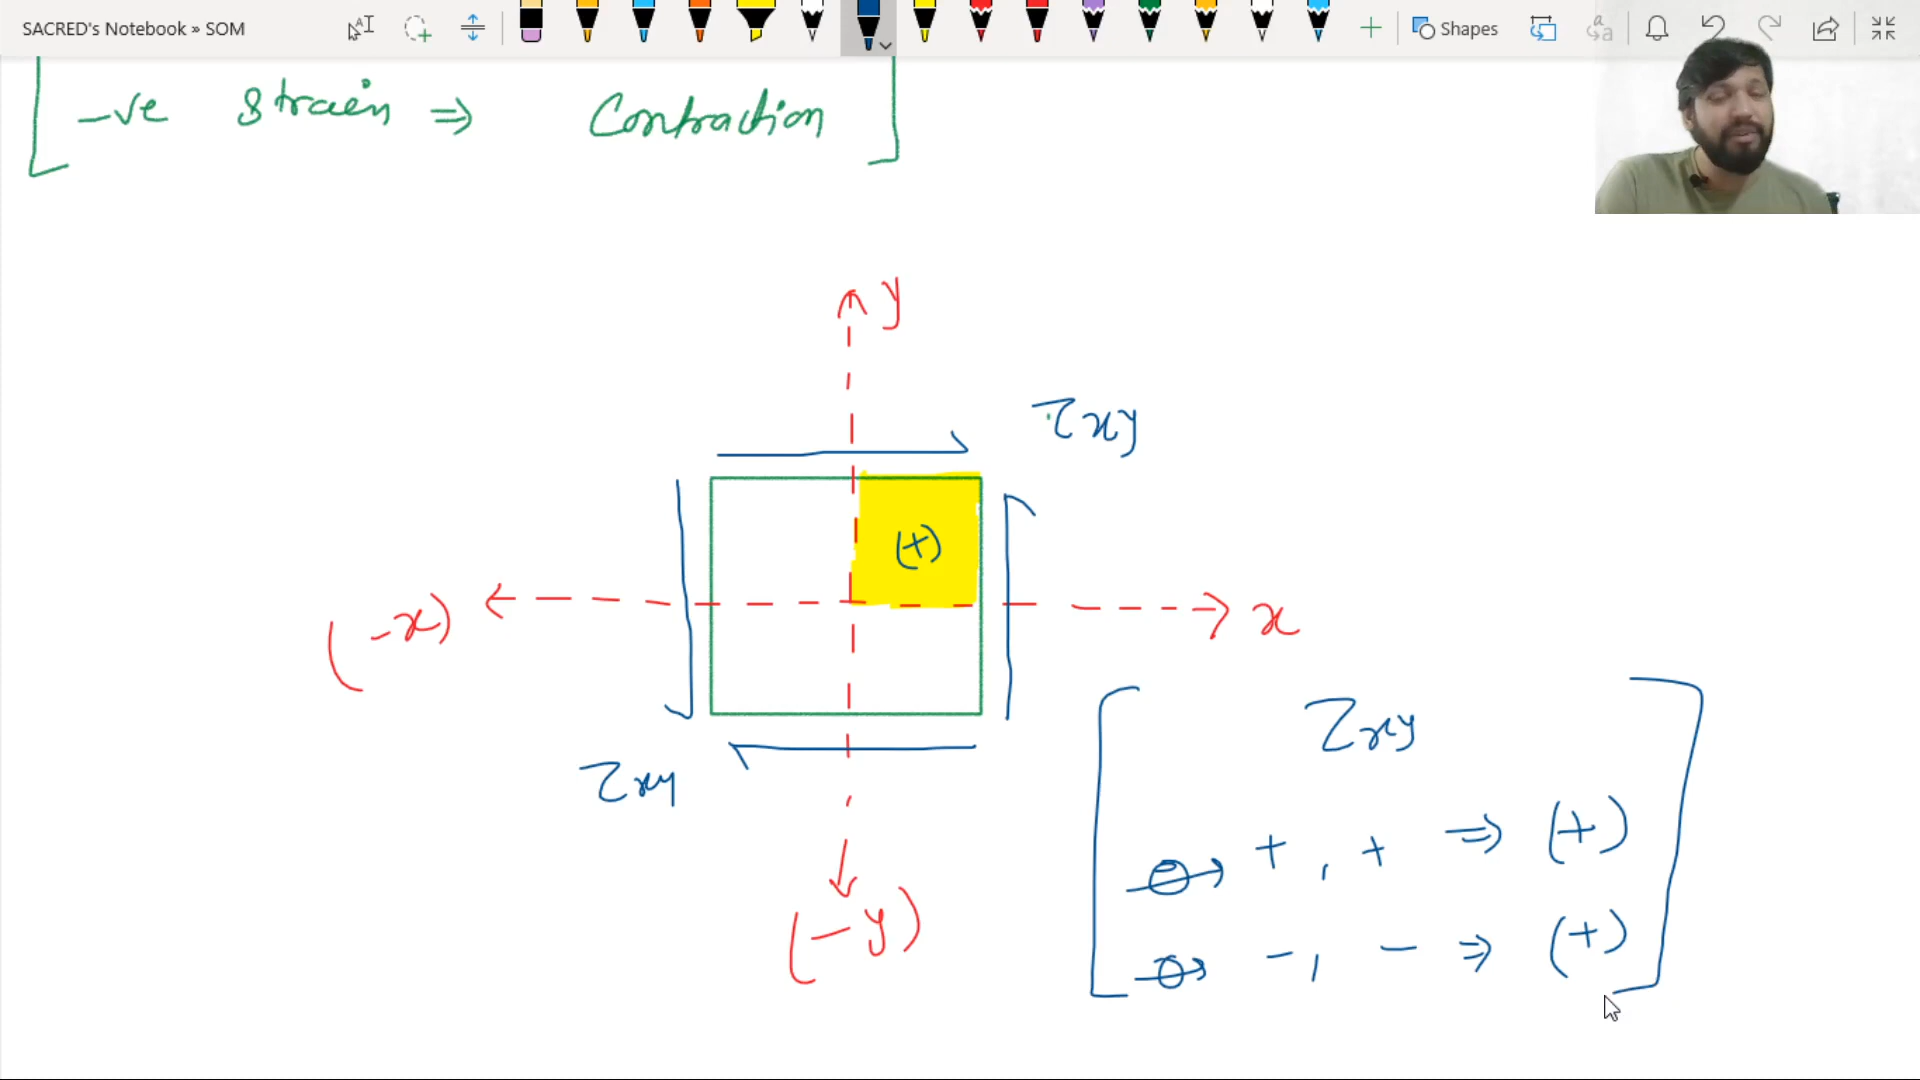 SACRED's Notebook » SOM
Shapes
-ve strain ⇒ Contraction
y
τxy
(+)
(-x)
x
τxy
τxy
+ , + ⇒ (+)
- , - ⇒ (+)
(-y)